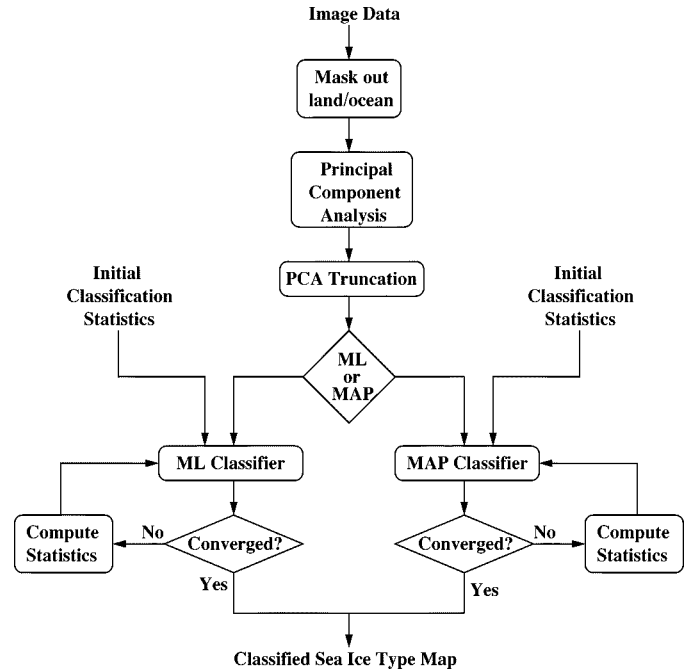 Image Data
Mask out
land/ocean
Principal
Component
Analysis
PCA Truncation
Initial
Classification
Statistics
Initial
Classification
Statistics
ML
or
MAP
ML Classifier
MAP Classifier
Compute
Statistics
No
Converged?
Yes
Converged?
No
Yes
Compute
Statistics
Classified Sea Ice Type Map